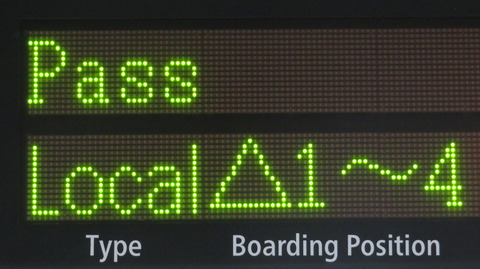 Pass
Local△1～4
Type Boarding Position